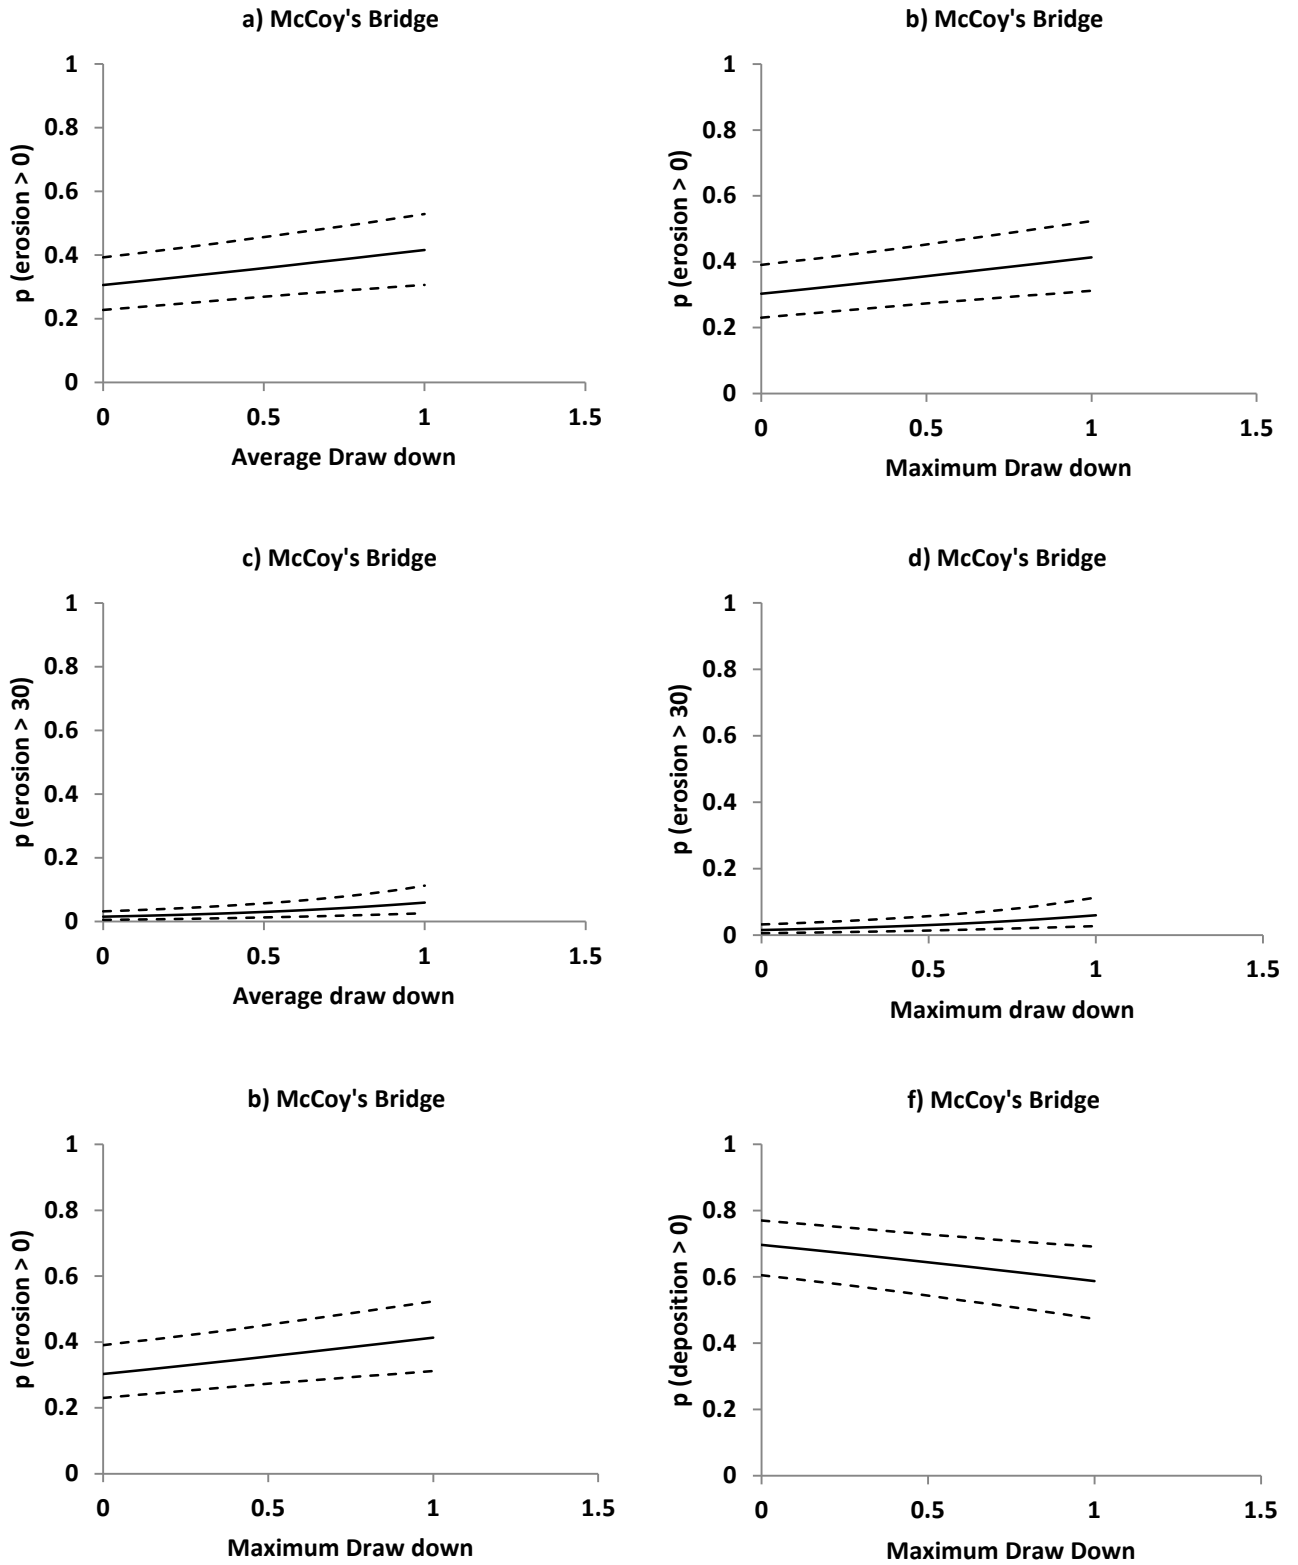 a) McCoy's Bridge
1
0.8
0.6
0.4
0.2
0
p (erosion > 0)
0 0.5 1 1.5
Average Draw down
b) McCoy's Bridge
1
0.8
0.6
0.4
0.2
0
p (erosion > 0)
0 0.5 1 1.5
Maximum Draw down
c) McCoy's Bridge
1
0.8
0.6
0.4
0.2
0
p (erosion > 30)
0 0.5 1 1.5
Average draw down
d) McCoy's Bridge
1
0.8
0.6
0.4
0.2
0
p (erosion > 30)
0 0.5 1 1.5
Maximum draw down
b) McCoy's Bridge
1
0.8
0.6
0.4
0.2
0
p (erosion > 0)
0 0.5 1 1.5
Maximum Draw down
f) McCoy's Bridge
1
0.8
0.6
0.4
0.2
0
p (deposition > 0)
0 0.5 1 1.5
Maximum Draw Down